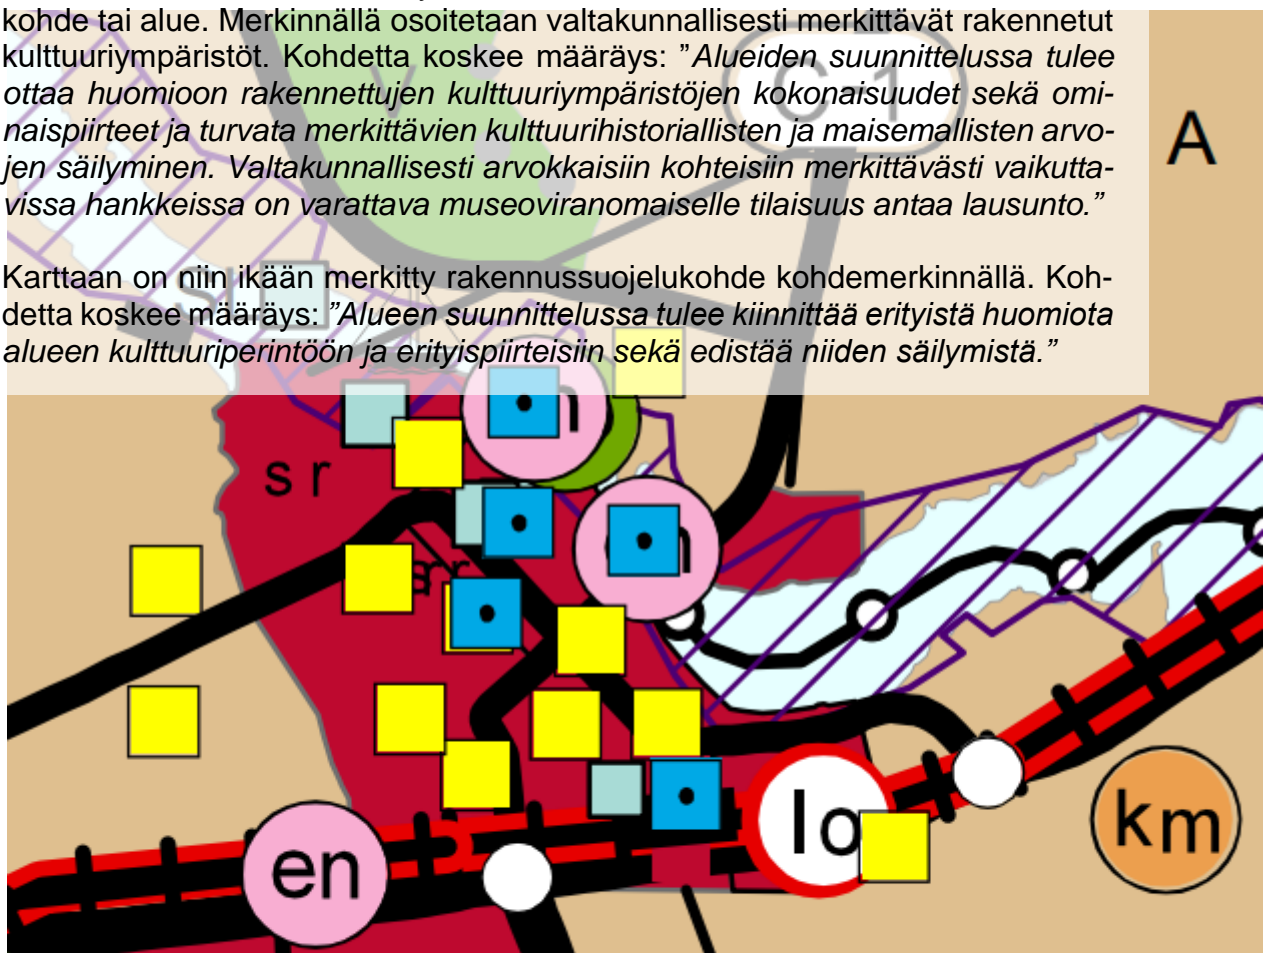 kohde tai alue. Merkinnällä osoitetaan valtakunnallisesti merkittävät rakennetut
kulttuuriympäristöt. Kohdetta koskee määräys: "Alueiden suunnittelussa tulee
ottaa huomioon rakennettujen kulttuuriympäristöjen kokonaisuudet sekä omi-
naispiirteet ja turvata merkittävien kulttuurihistoriallisten ja maisemallisten arvo-
jen säilyminen. Valtakunnallisesti arvokkaisiin kohteisiin merkittävästi vaikutta-
vissa hankkeissa on varattava museoviranomaiselle tilaisuus antaa lausunto."
Karttaan on niin ikään merkitty rakennussuojelukohde kohdemerkinnällä. Koh-
detta koskee määräys: "Alueen suunnittelussa tulee kiinnittää erityistä huomiota
alueen kulttuuriperintöön ja erityispiirteisiin sekä edistää niiden säilymistä."
V
C-1
A
sl
sr
en
lo
km